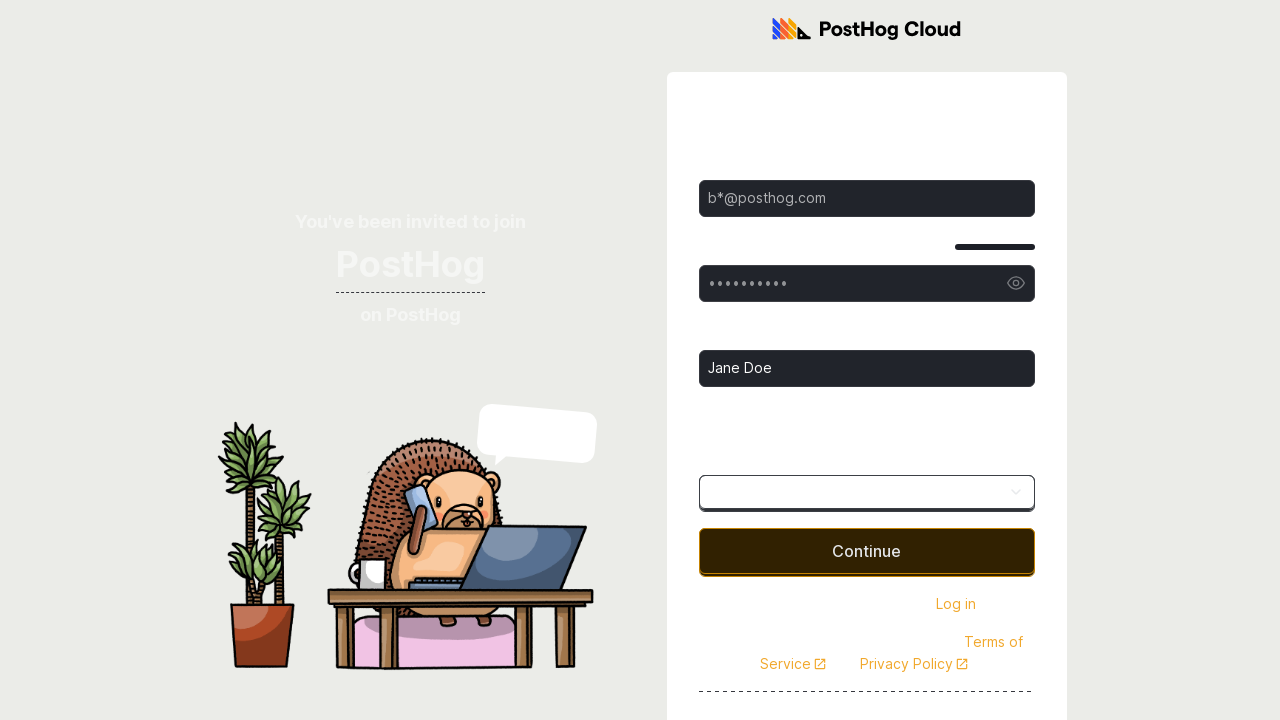 PostHog Cloud
You've been invited to join
PostHog
on PostHog
b*@posthog.com
••••••••••
Jane Doe
Continue
Log in
Terms of
Service Privacy Policy